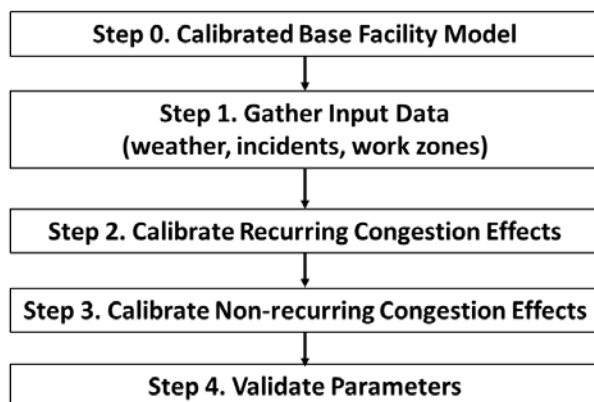 Step 0. Calibrated Base Facility Model
Step 1. Gather Input Data
(weather, incidents, work zones)
Step 2. Calibrate Recurring Congestion Effects
Step 3. Calibrate Non-recurring Congestion Effects
Step 4. Validate Parameters